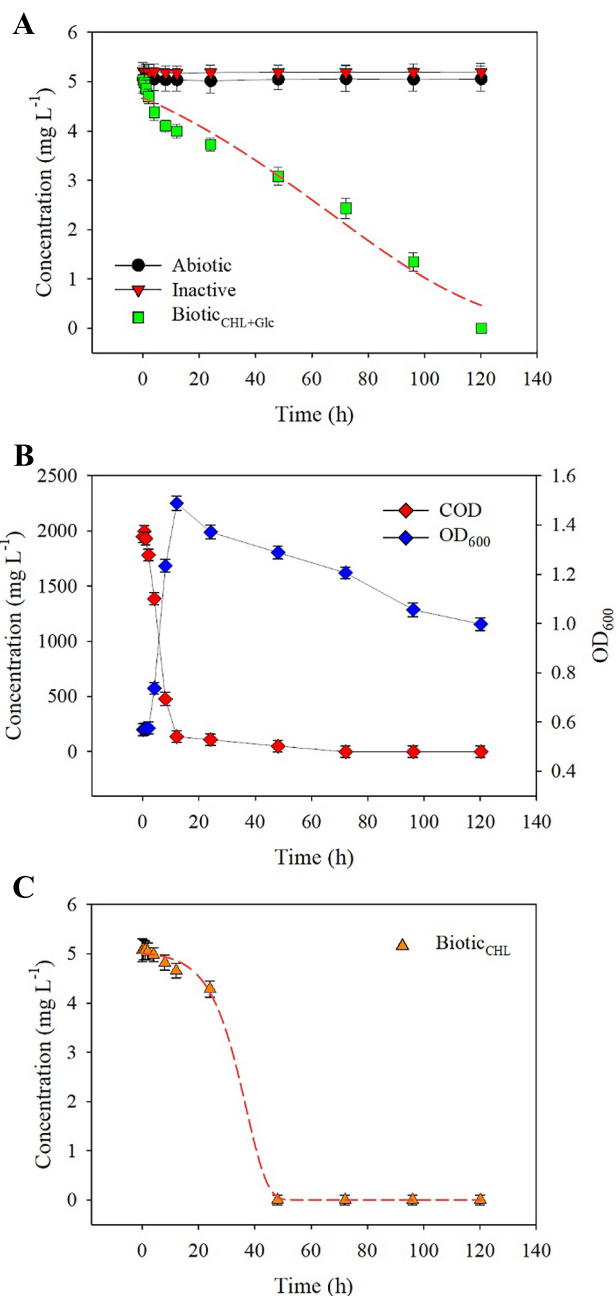 A
6
5
4
3
2
1
0
Concentration (mg L-1)
Abiotic
Inactive
BioticCHL+Glc
0 20 40 60 80 100 120 140
Time (h)
B
2500
2000
1500
1000
500
0
Concentration (mg L-1)
COD
OD600
1.6
1.4
1.2
1.0
0.8
0.6
0.4
OD600
0 20 40 60 80 100 120 140
Time (h)
C
6
5
4
3
2
1
0
Concentration (mg L-1)
BioticCHL
0 20 40 60 80 100 120 140
Time (h)